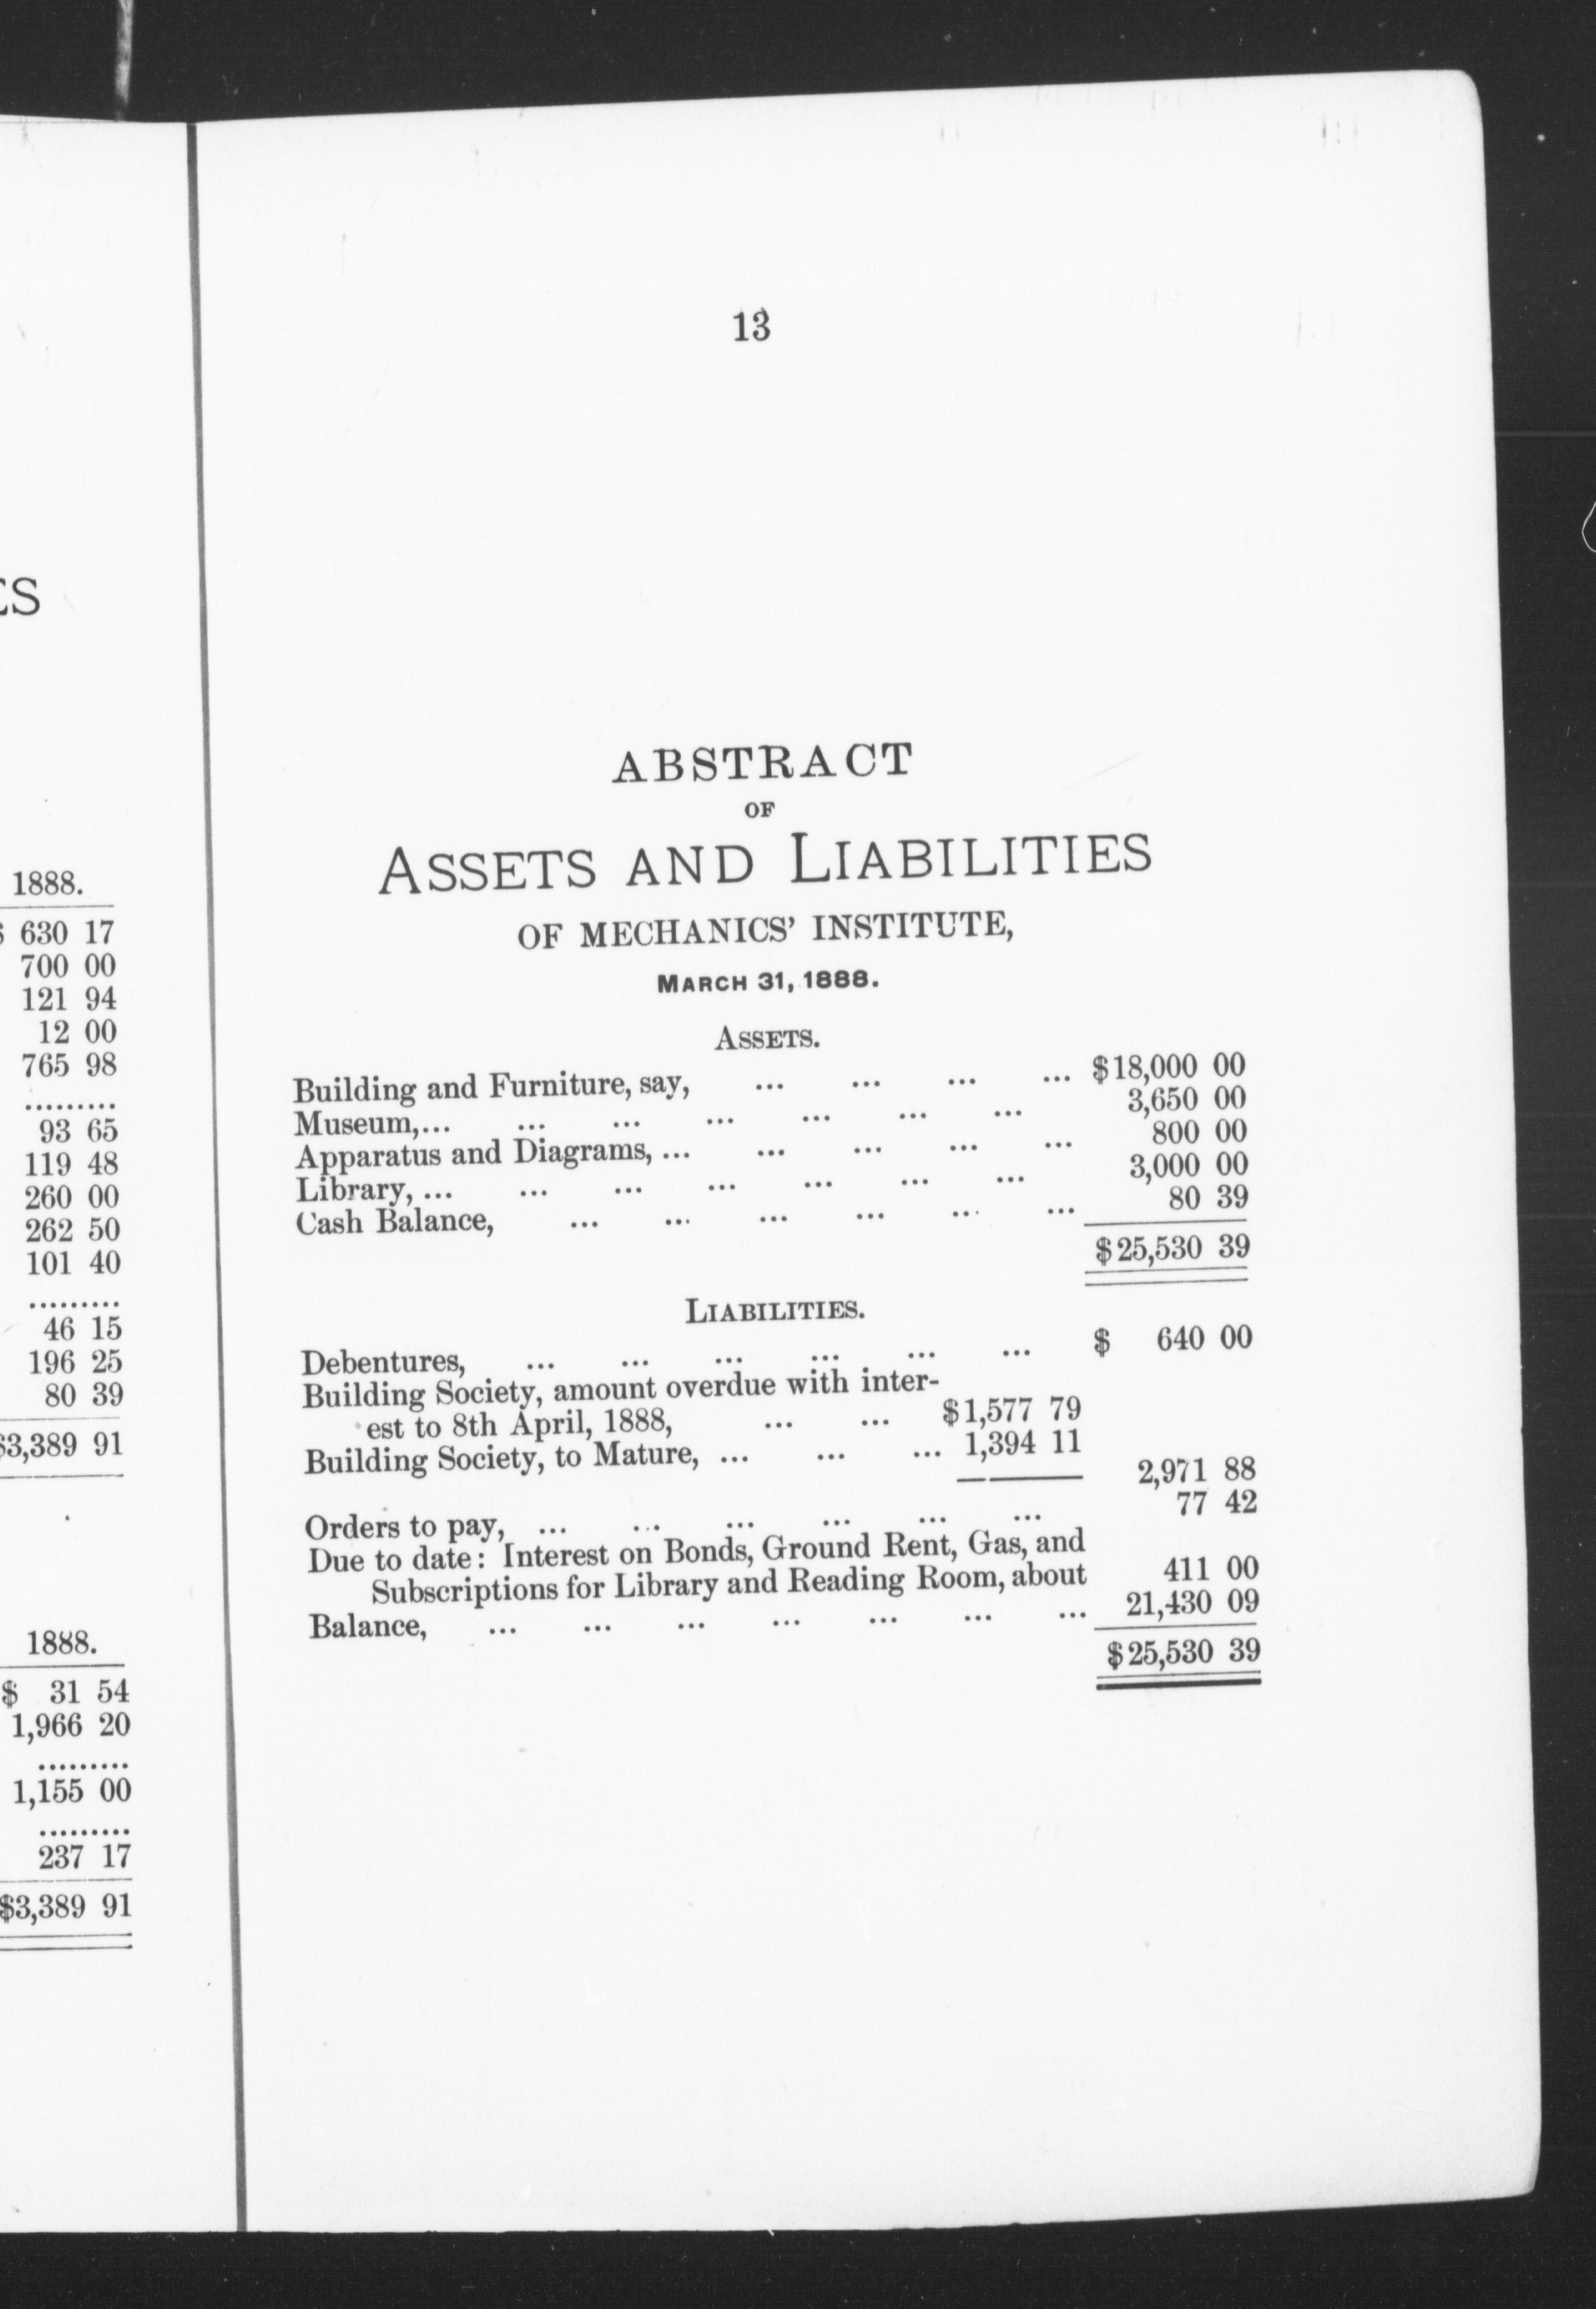 ES
1888.
$ 630 17
700 00
121 94
12 00
765 98
.........
93 65
119 48
260 00
262 50
101 40
.........
46 15
196 25
80 39
$3,389 91
1888.
$ 31 54
1,966 20
.........
1,155 00
.........
237 17
$3,389 91
13
ABSTRACT
OF
ASSETS AND LIABILITIES
OF MECHANICS' INSTITUTE,
MARCH 31, 1888.
ASSETS.
Building and Furniture, say, ... ... ... ... $18,000 00
Museum,... ... ... ... ... ... ... 3,650 00
Apparatus and Diagrams, ... ... ... ... ... 800 00
Library, ... ... ... ... ... ... ... 3,000 00
Cash Balance, ... ... ... ... ... ... 80 39
$25,530 39
LIABILITIES.
Debentures, ... ... ... ... ... ... $ 640 00
Building Society, amount overdue with inter-
est to 8th April, 1888, ... ... $1,577 79
Building Society, to Mature, ... ... ... 1,394 11
2,971 88
Orders to pay, ... ... ... ... ... ... 77 42
Due to date: Interest on Bonds, Ground Rent, Gas, and
Subscriptions for Library and Reading Room, about 411 00
Balance, ... ... ... ... ... ... ... 21,430 09
$25,530 39